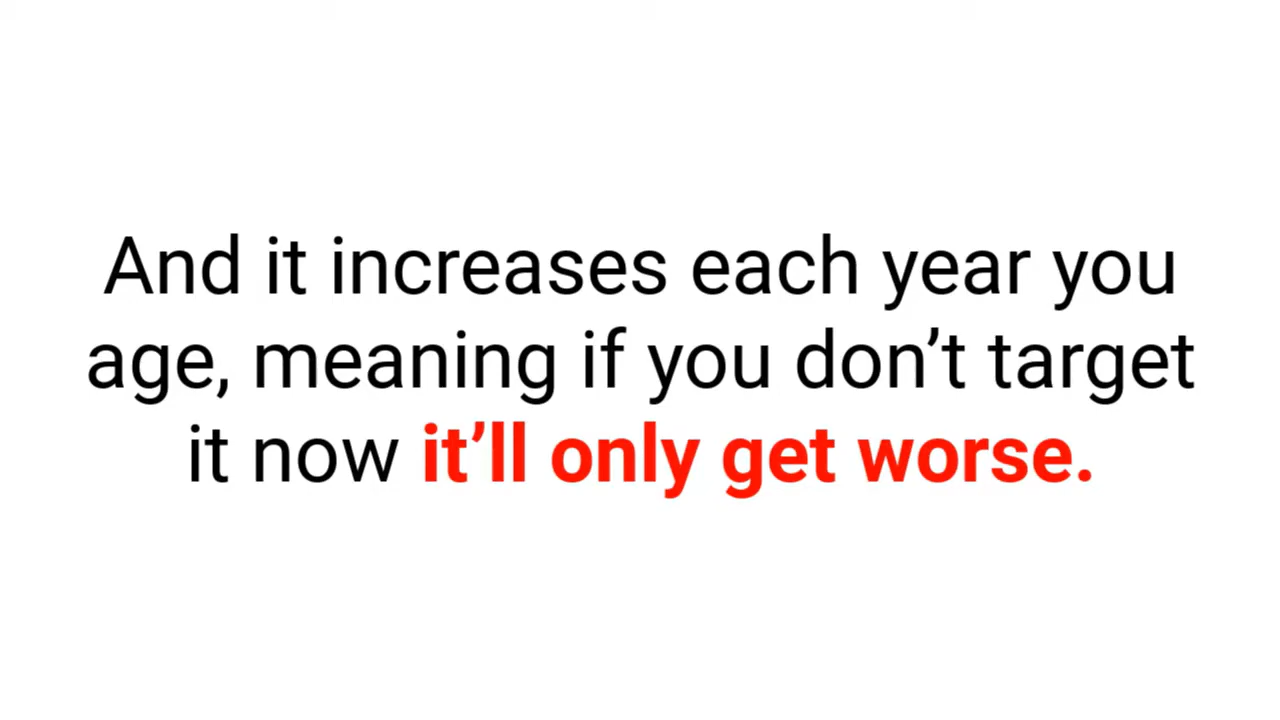 And it increases each year you
age, meaning if you don’t target
it now it’ll only get worse.